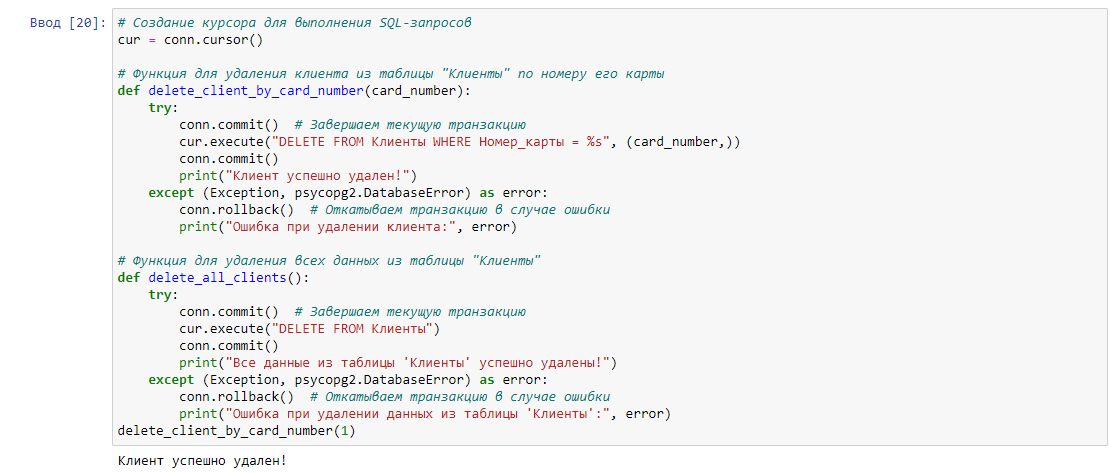 Ввод [20]: # Создание курсора для выполнения SQL-запросов
cur = conn.cursor()

# Функция для удаления клиента из таблицы "Клиенты" по номеру его карты
def delete_client_by_card_number(card_number):
    try:
        conn.commit()  # Завершаем текущую транзакцию
        cur.execute("DELETE FROM Клиенты WHERE Номер_карты = %s", (card_number,))
        conn.commit()
        print("Клиент успешно удален!")
    except (Exception, psycopg2.DatabaseError) as error:
        conn.rollback()  # Откатываем транзакцию в случае ошибки
        print("Ошибка при удалении клиента:", error)

# Функция для удаления всех данных из таблицы "Клиенты"
def delete_all_clients():
    try:
        conn.commit()  # Завершаем текущую транзакцию
        cur.execute("DELETE FROM Клиенты")
        conn.commit()
        print("Все данные из таблицы 'Клиенты' успешно удалены!")
    except (Exception, psycopg2.DatabaseError) as error:
        conn.rollback()  # Откатываем транзакцию в случае ошибки
        print("Ошибка при удалении данных из таблицы 'Клиенты':", error)
delete_client_by_card_number(1)
Клиент успешно удален!